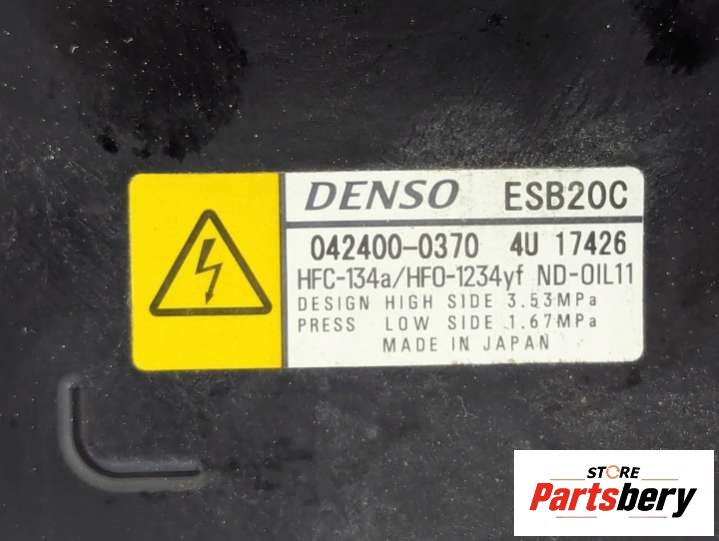 DENSO ESB20C
042400-0370 4U 17426
HFC-134a/HFO-1234yf ND-OIL11
DESIGN HIGH SIDE 3.53MPa
PRESS LOW SIDE 1.67MPa
MADE IN JAPAN
STORE
Partsbery